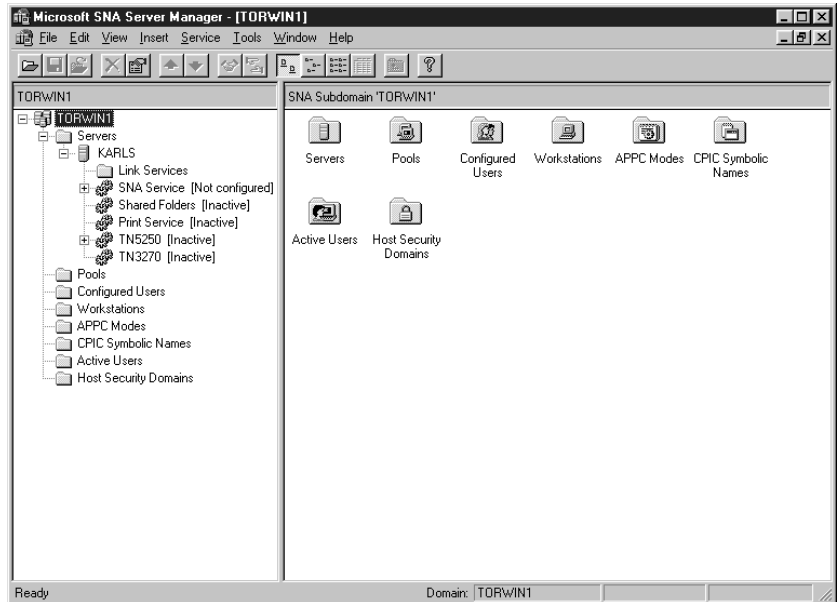 Microsoft SNA Server Manager - [TORWIN1]
File Edit View Insert Service Tools Window Help
TORWIN1
SNA Subdomain 'TORWIN1'
TORWIN1
Servers
KARLS
Link Services
SNA Service [Not configured]
Shared Folders [Inactive]
Print Service [Inactive]
TN5250 [Inactive]
TN3270 [Inactive]
Pools
Configured Users
Workstations
APPC Modes
CPIC Symbolic Names
Active Users
Host Security Domains
Servers
Pools
Configured
Users
Workstations
APPC Modes
CPIC Symbolic
Names
Active Users
Host Security
Domains
Ready
Domain: TORWIN1